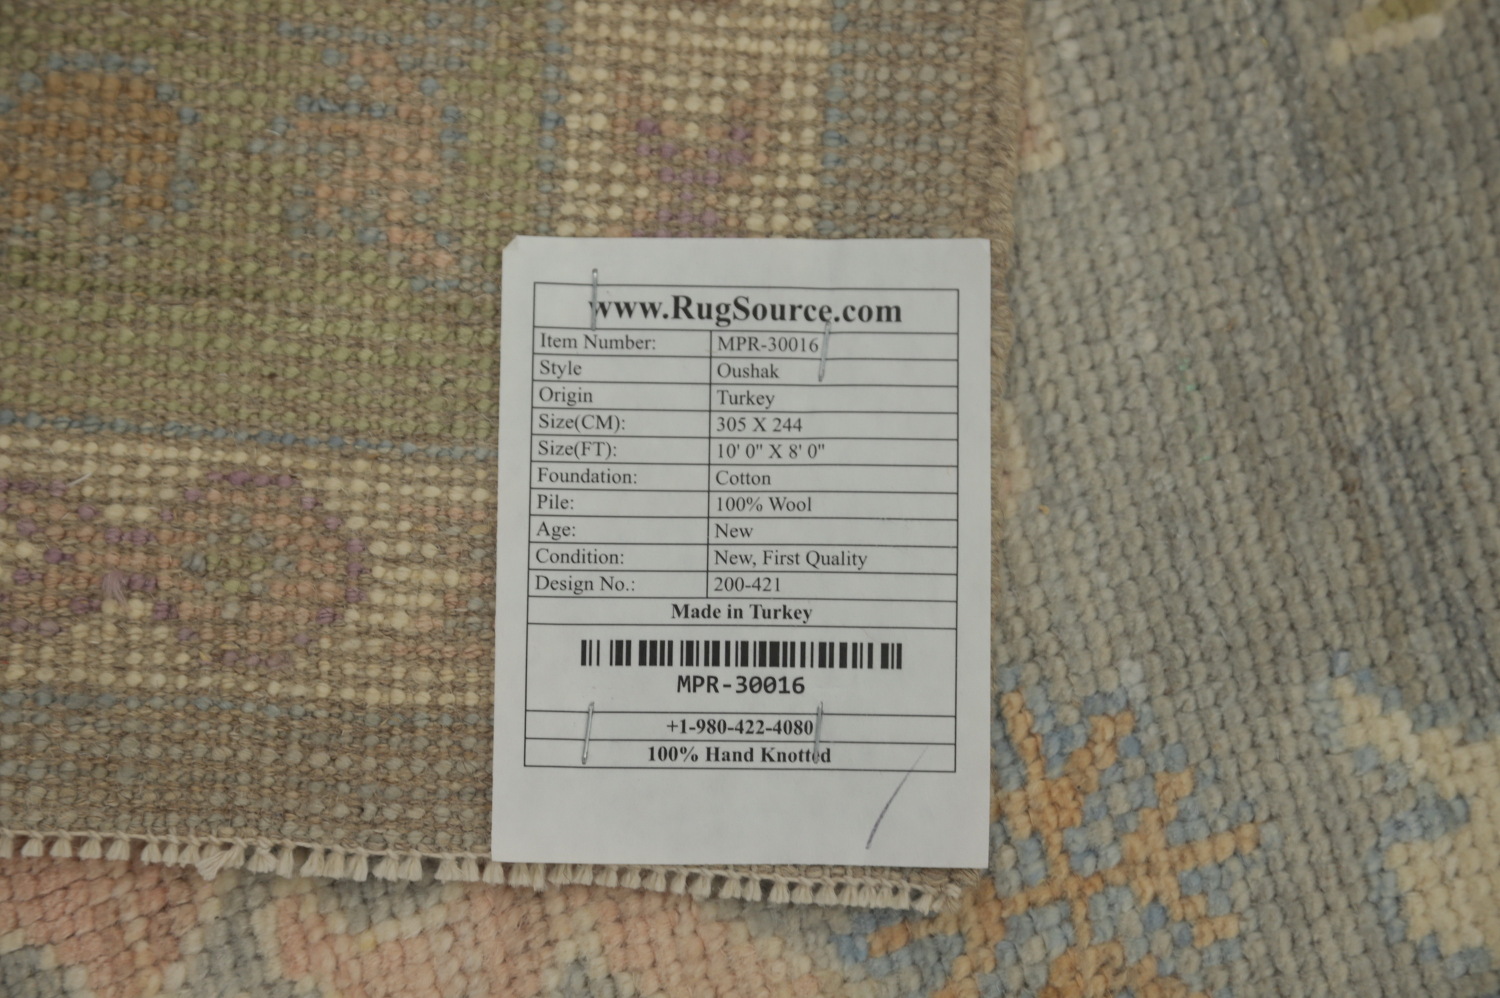 www.RugSource.com
Item Number: MPR-30016
Style Oushak
Origin Turkey
Size(CM): 305 X 244
Size(FT): 10' 0" X 8' 0"
Foundation: Cotton
Pile: 100% Wool
Age: New
Condition: New, First Quality
Design No.: 200-421
Made in Turkey
MPR-30016
+1-980-422-4080
100% Hand Knotted